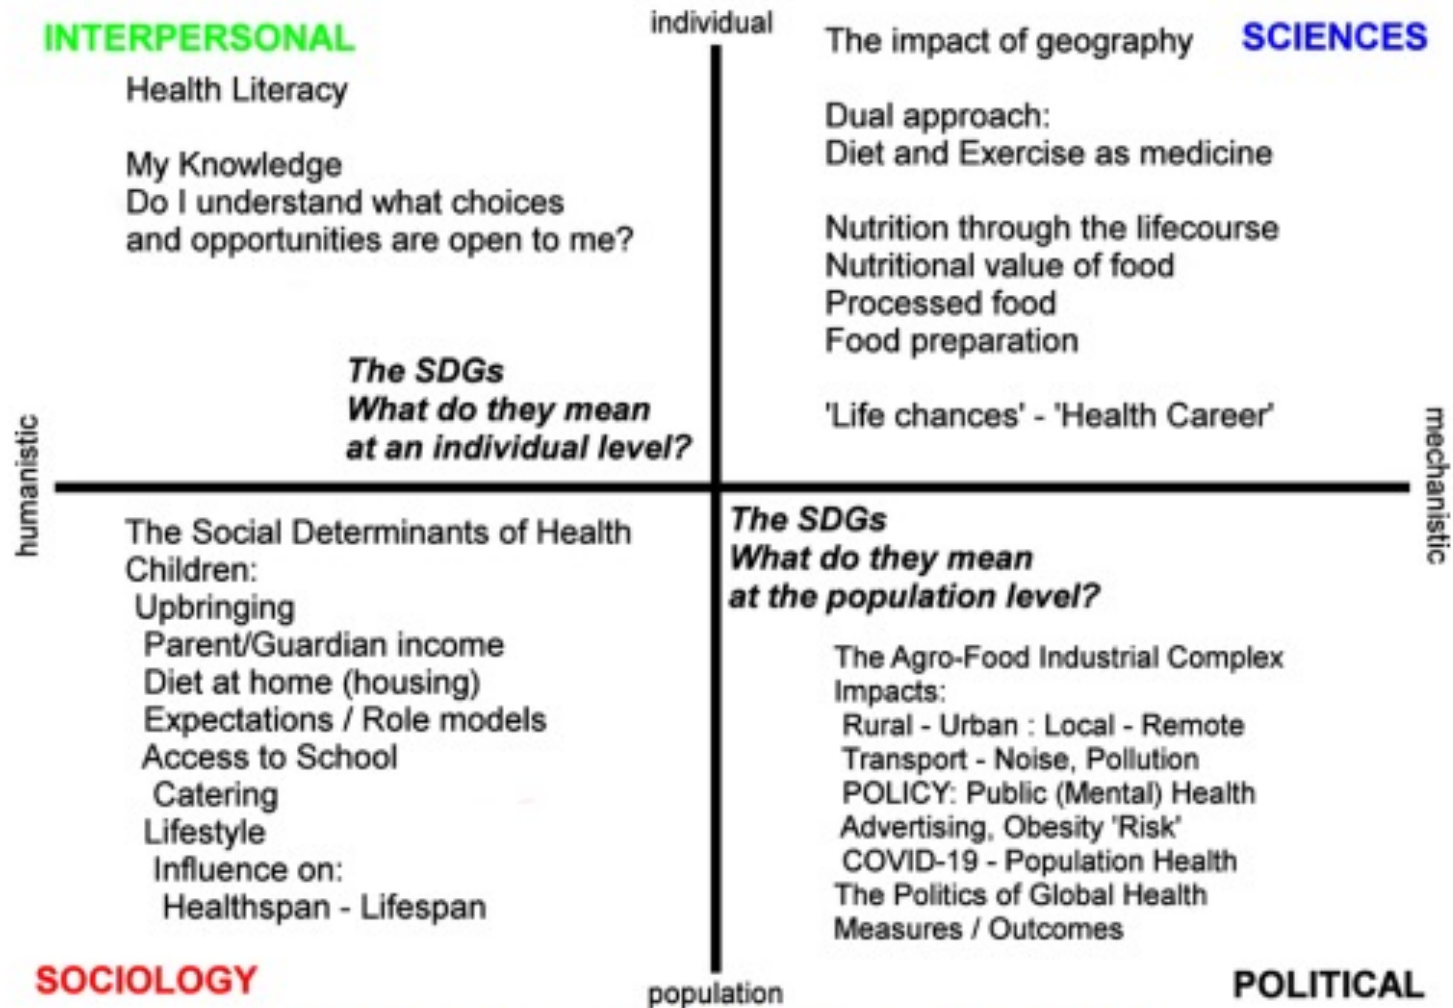 individual
INTERPERSONAL
Health Literacy
My Knowledge
Do I understand what choices
and opportunities are open to me?
The SDGs
What do they mean
at an individual level?
SCIENCES
The impact of geography
Dual approach:
Diet and Exercise as medicine
Nutrition through the lifecourse
Nutritional value of food
Processed food
Food preparation
'Life chances' - 'Health Career'
humanistic
mechanistic
The Social Determinants of Health
Children:
Upbringing
Parent/Guardian income
Diet at home (housing)
Expectations / Role models
Access to School
Catering
Lifestyle
Influence on:
Healthspan - Lifespan
SOCIOLOGY
The SDGs
What do they mean
at the population level?
The Agro-Food Industrial Complex
Impacts:
Rural - Urban : Local - Remote
Transport - Noise, Pollution
POLICY: Public (Mental) Health
Advertising, Obesity 'Risk'
COVID-19 - Population Health
The Politics of Global Health
Measures / Outcomes
POLITICAL
population